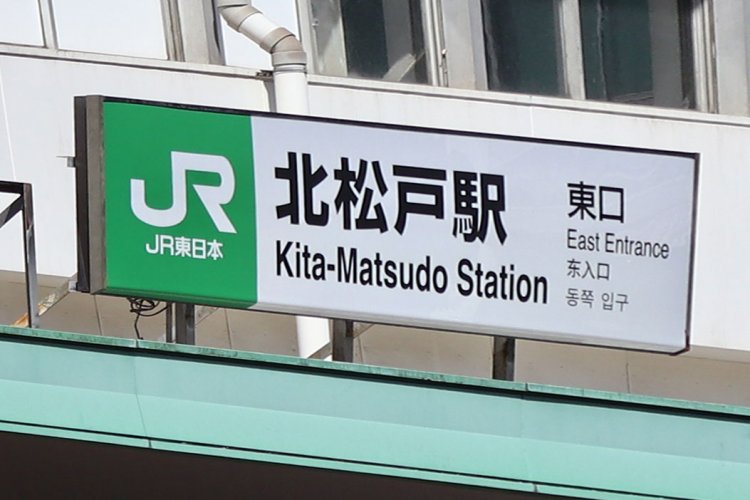 JR
JR東日本
北松戸駅
Kita-Matsudo Station
東口
East Entrance
东入口
동쪽 입구